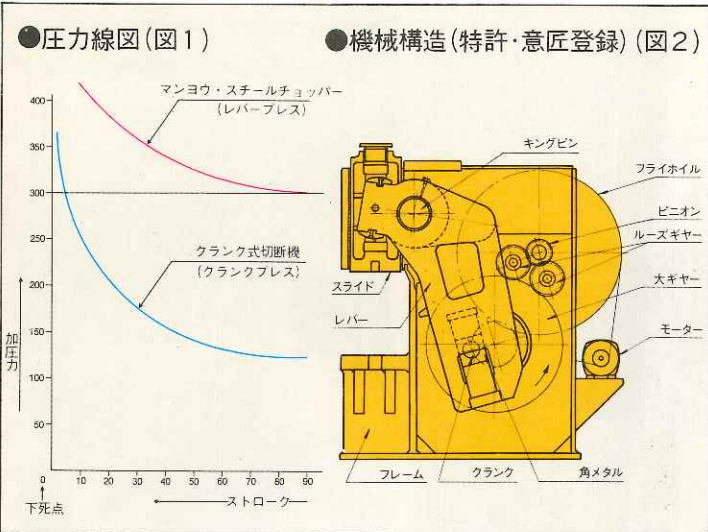 ●圧力線図(図1)
●機械構造(特許・意匠登録)(図2)
マンヨウ・スチールチョッパー
(レバープレス)
400
350
300
250
200
150
100
50
0
クランク式切断機
(クランクプレス)
加圧力
10 20 30 40 50 60 70 80 90
下死点
ストローク
キングピン
フライホイル
ピニオン
ルーズギヤー
大ギヤー
スライド
レバー
モーター
フレーム
クランク
角メタル